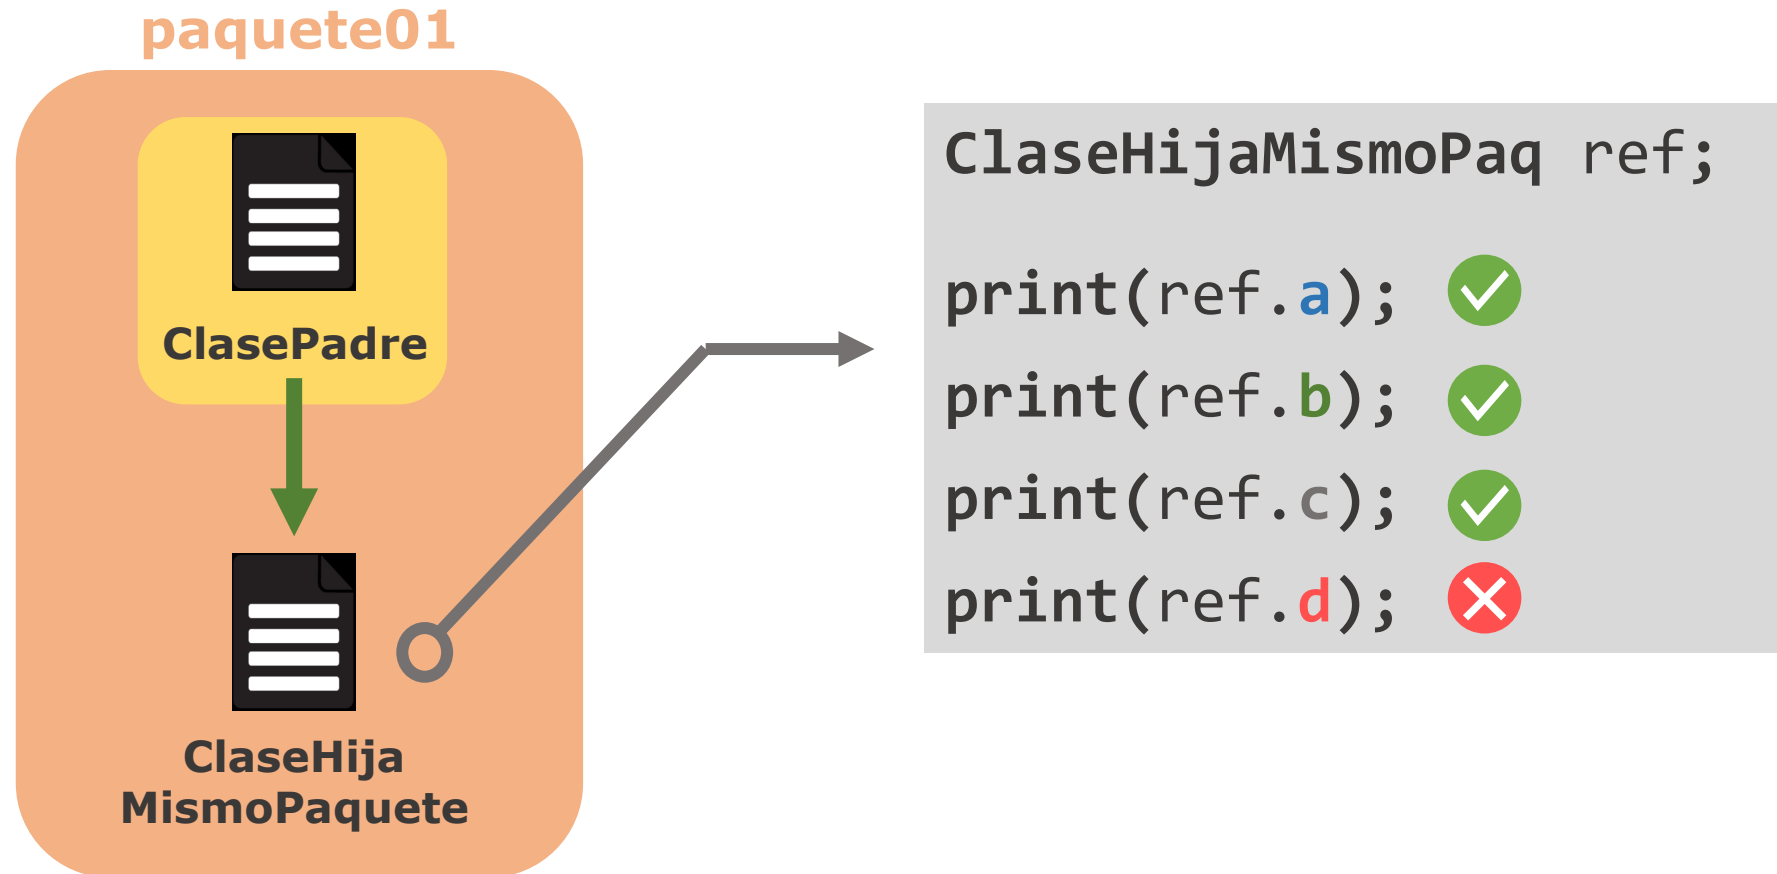 paquete01
ClasePadre
ClaseHija
MismoPaquete
ClaseHijaMismoPaq ref;
print(ref.a);
print(ref.b);
print(ref.c);
print(ref.d);